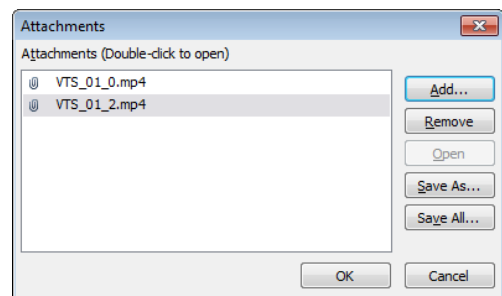 Attachments
Attachments (Double-click to open)
VTS_01_0.mp4
VTS_01_2.mp4
Add...
Remove
Open
Save As...
Save All...
OK
Cancel